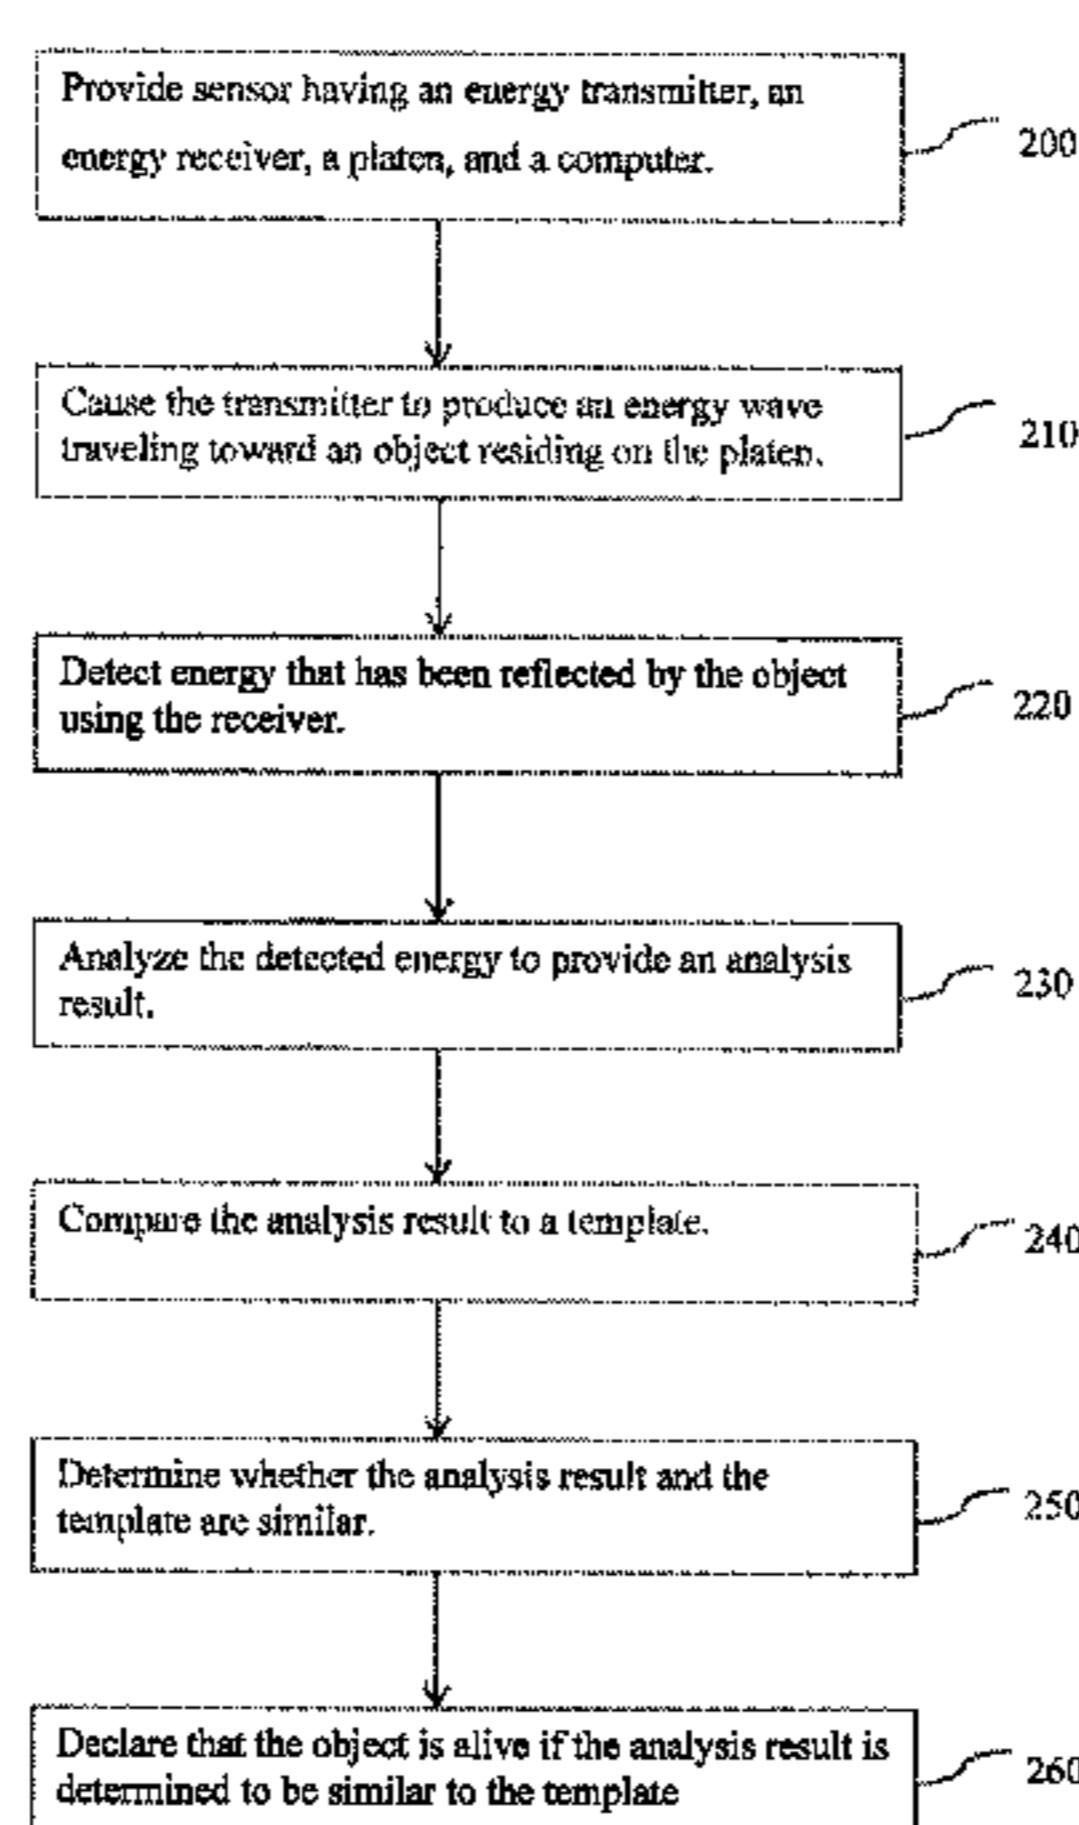 Provide sensor having an energy transmitter, an
energy receiver, a platen, and a computer.
200
Cause the transmitter to produce an energy wave
traveling toward an object residing on the platen.
210
Detect energy that has been reflected by the object
using the receiver.
220
Analyze the detected energy to provide an analysis
result.
230
Compare the analysis result to a template.
240
Determine whether the analysis result and the
template are similar.
250
Declare that the object is alive if the analysis result is
determined to be similar to the template
260